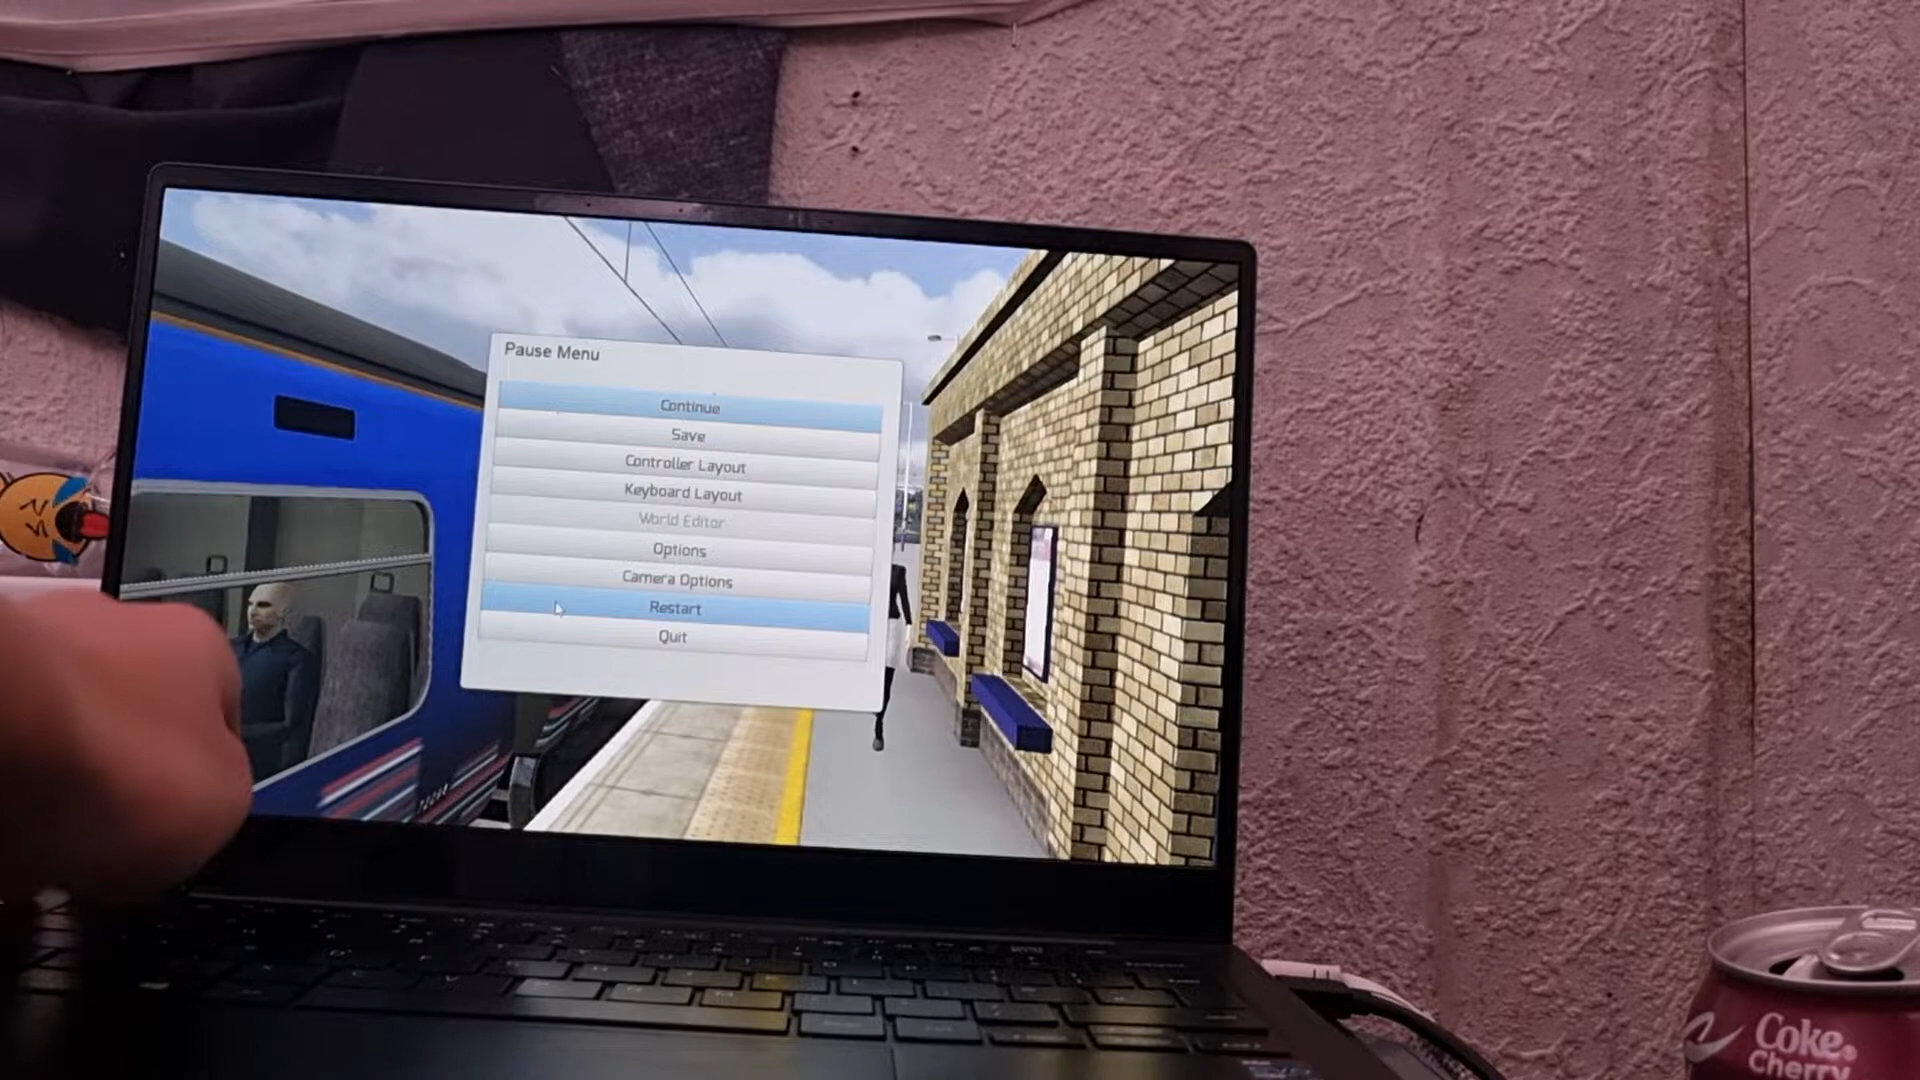 Pause Menu
Continue
Save
Controller Layout
Keyboard Layout
World Editor
Options
Camera Options
Restart
Quit
Coke
Cherry